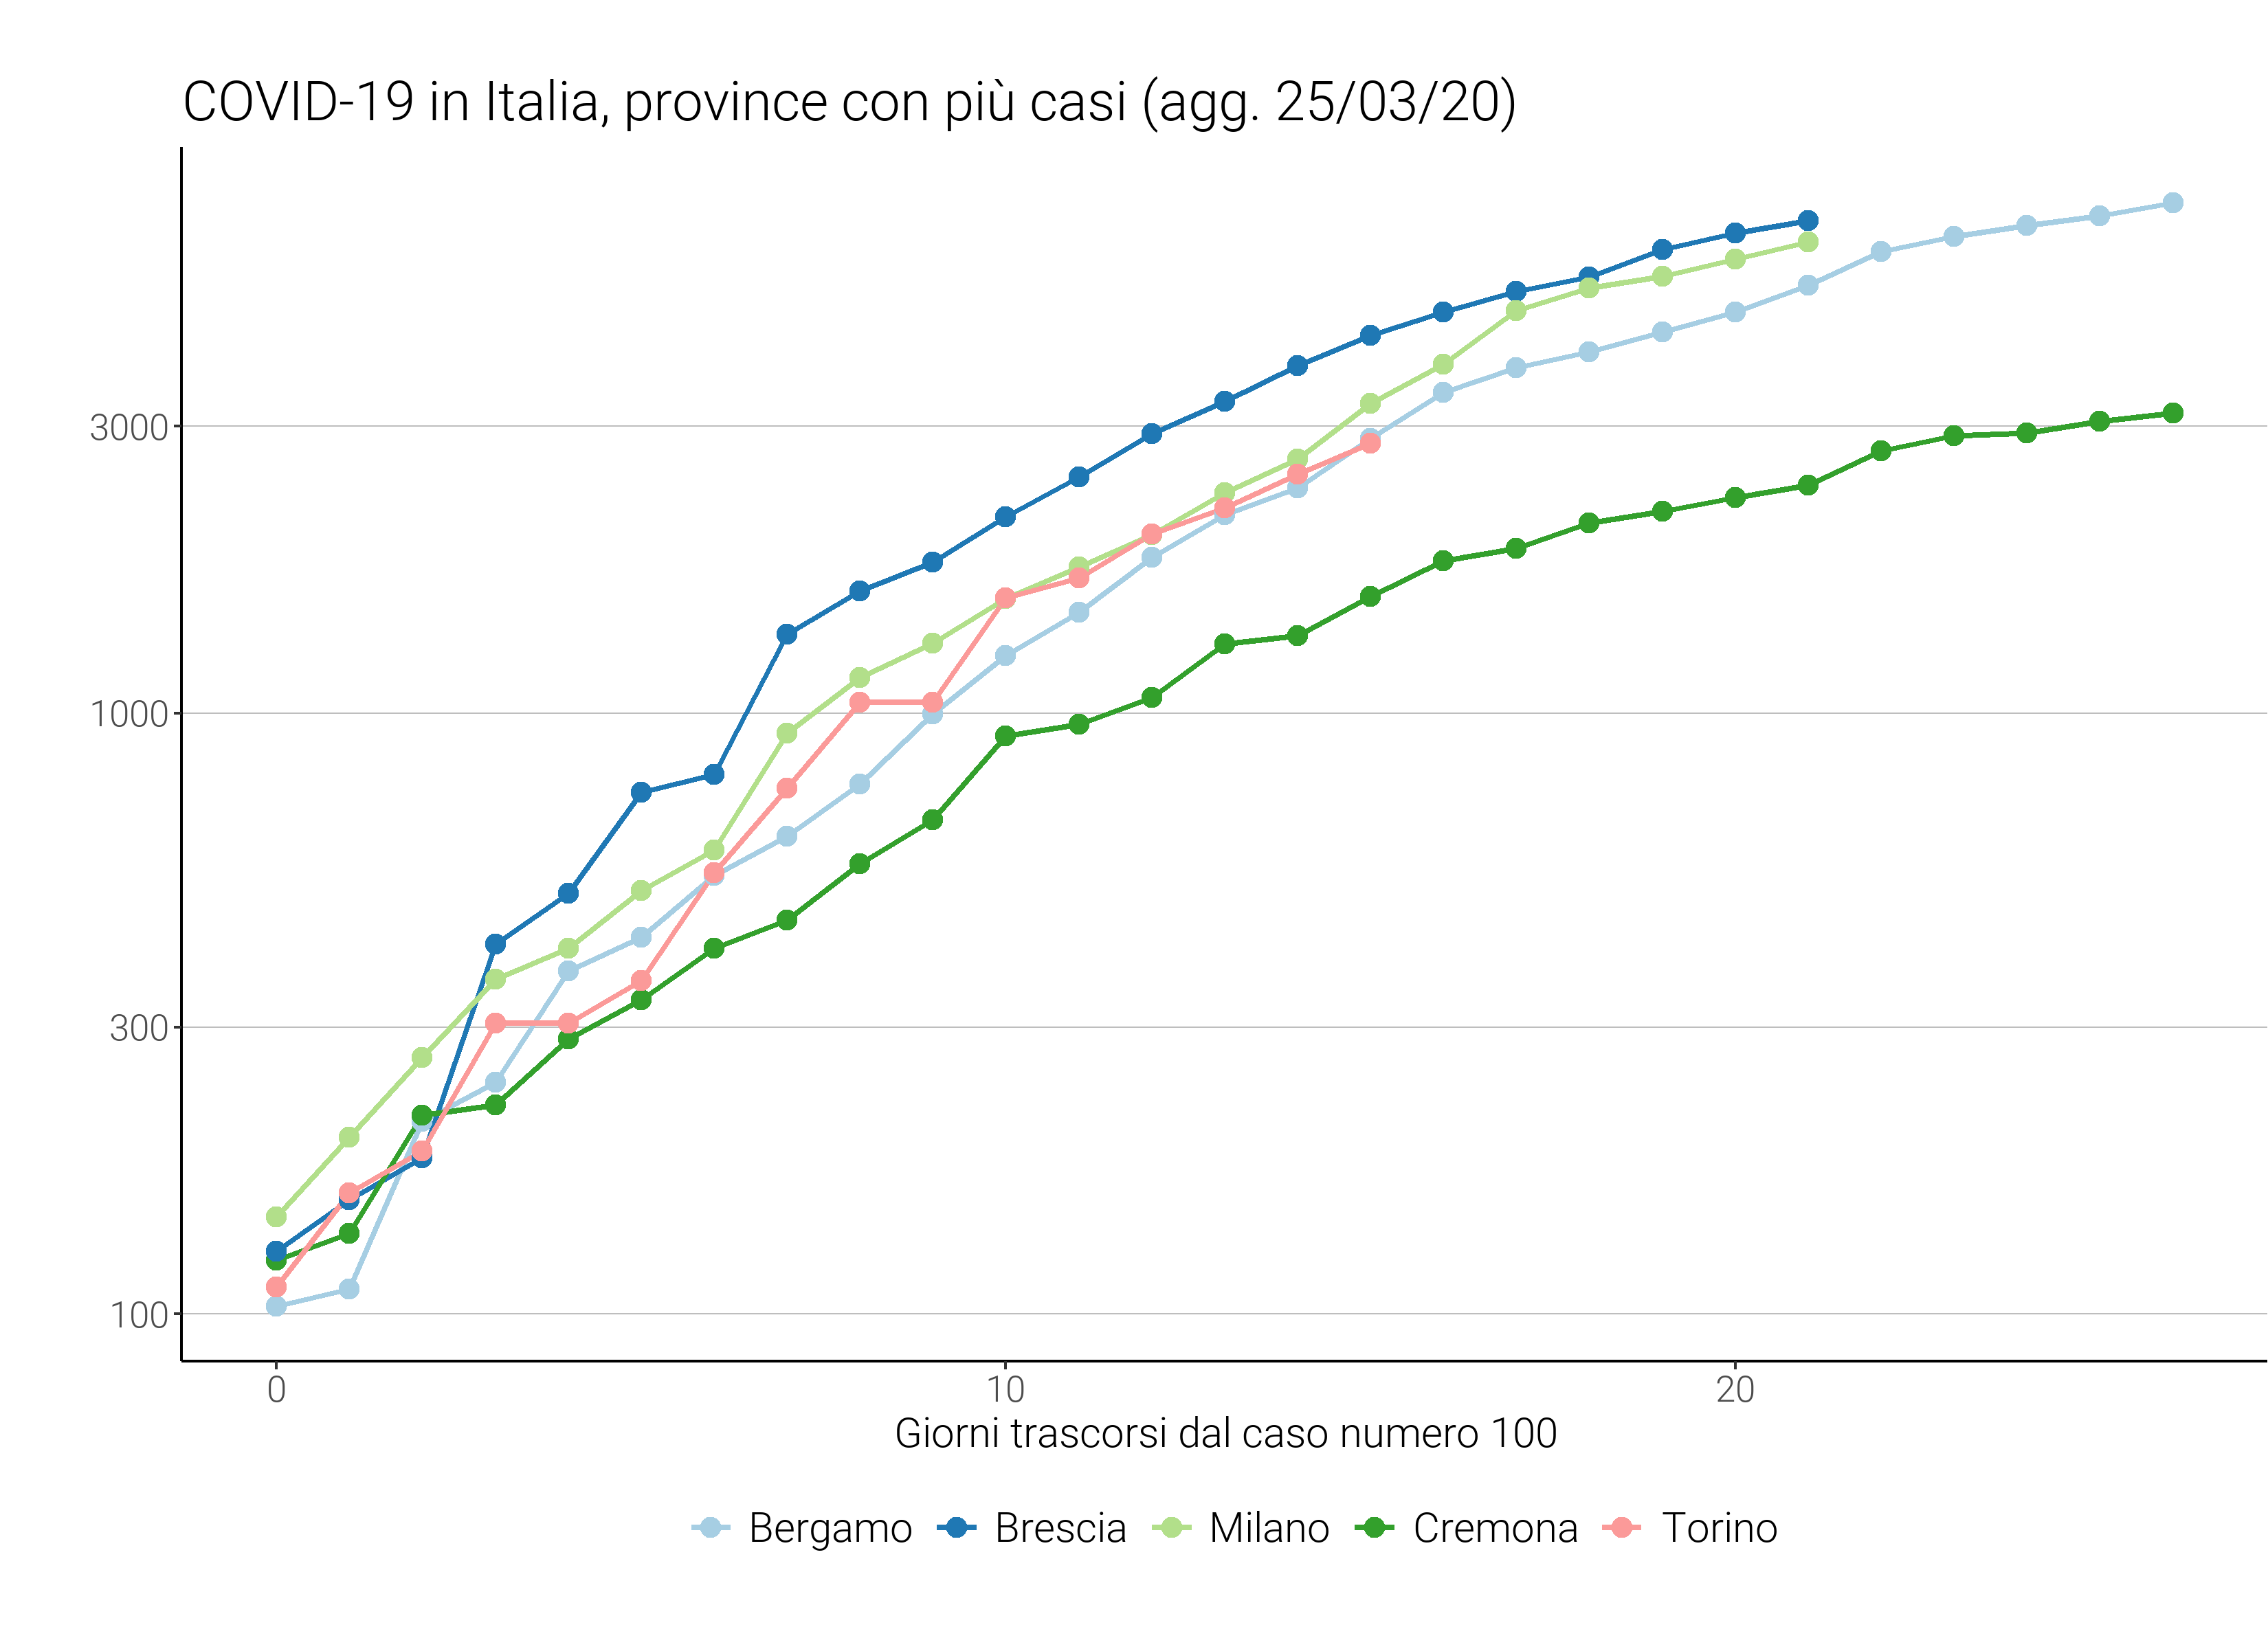 COVID-19 in Italia, province con più casi (agg. 25/03/20)
3000
1000
300
100
0 10 20
Giorni trascorsi dal caso numero 100
Bergamo Brescia Milano Cremona Torino